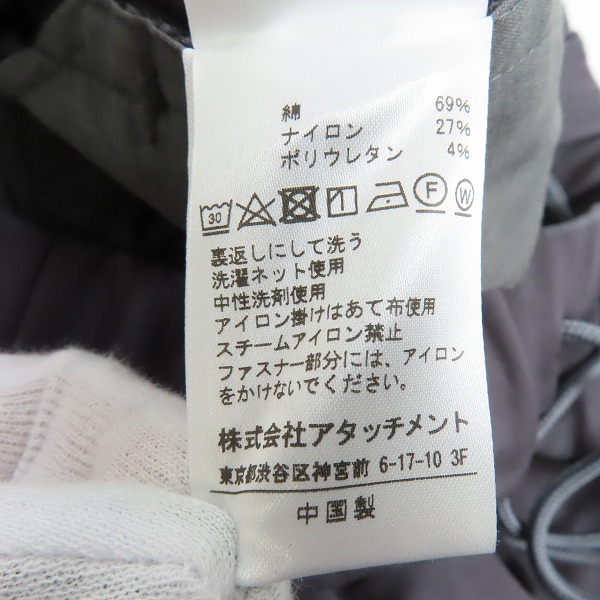 綿 69%
ナイロン 27%
ポリウレタン 4%
30 F W
裏返しにして洗う
洗濯ネット使用
中性洗剤使用
アイロン掛けはあて布使用
スチームアイロン禁止
ファスナー部分には、アイロン
をかけないでください。
株式会社アタッチメント
東京都渋谷区神宮前 6-17-10 3F
中国製